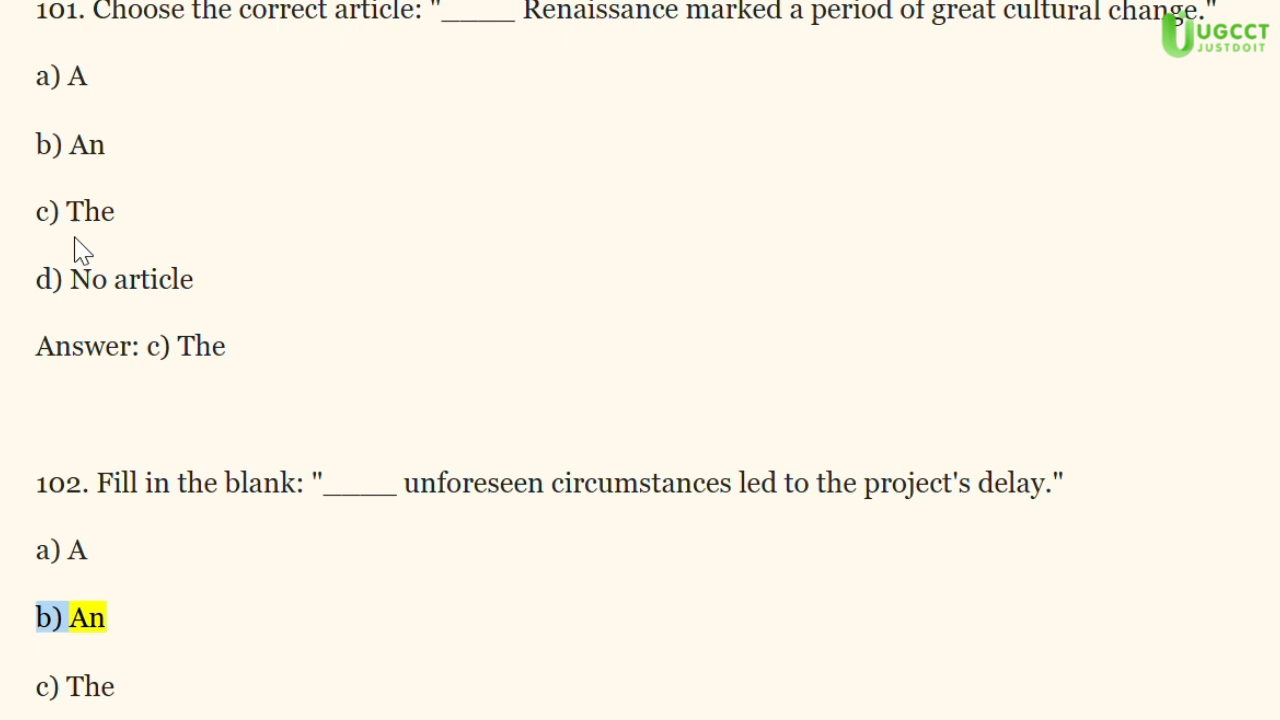 101. Choose the correct article: "_____ Renaissance marked a period of great cultural change."
UGCCT
JUSTDOIT
a) A
b) An
c) The
d) No article
Answer: c) The
102. Fill in the blank: "_____ unforeseen circumstances led to the project's delay."
a) A
b) An
c) The